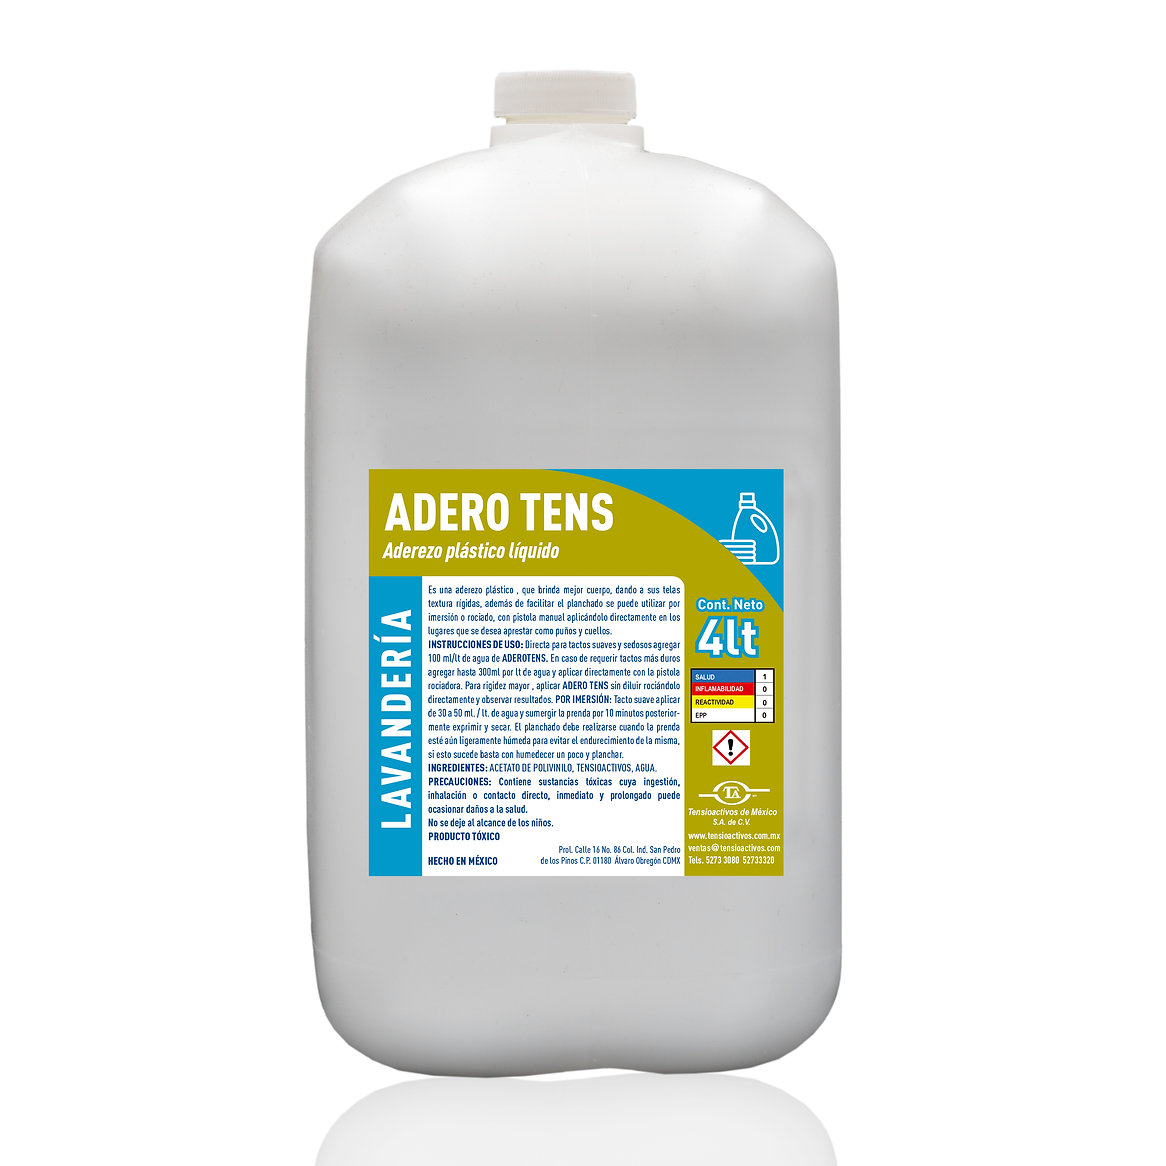 ADERO TENS
Aderezo plástico líquido
LAVANDERÍA
Es una aderezo plástico , que brinda mejor cuerpo, dando a sus telas
textura rígidas, además de facilitar el planchado se puede utilizar por
imersión o rociado, con pistola manual aplicándolo directamente en los
lugares que se desea aprestar como puños y cuellos.
INSTRUCCIONES DE USO: Directa para tactos suaves y sedosos agregar
100 ml/lt de agua de ADEROTENS. En caso de requerir tactos más duros
agregar hasta 300ml por lt de agua y aplicar directamente con la pistola
rociadora. Para rigidez mayor , aplicar ADERO TENS sin diluir rociándolo
directamente y observar resultados. POR IMERSIÓN: Tacto suave aplicar
de 30 a 50 ml. / lt. de agua y sumergir la prenda por 10 minutos posterior-
mente exprimir y secar. El planchado debe realizarse cuando la prenda
esté aún ligeramente húmeda para evitar el endurecimiento de la misma,
si esto sucede basta con humedecer un poco y planchar.
INGREDIENTES: ACETATO DE POLIVINILO, TENSIOACTIVOS, AGUA.
PRECAUCIONES: Contiene sustancias tóxicas cuya ingestión,
inhalación o contacto directo, inmediato y prolongado puede
ocasionar daños a la salud.
No se deje al alcance de los niños.
PRODUCTO TÓXICO
HECHO EN MÉXICO
Prol. Calle 16 No. 86 Col. Ind. San Pedro
de los Pinos C.P. 01180 Álvaro Obregón CDMX
Cont. Neto
4lt
SALUD 1
INFLAMABILIDAD 0
REACTIVIDAD 0
EPP 0
TA
Tensioactivos de México
S.A. de C.V.
www.tensioactivos.com.mx
ventas@tensioactivos.com
Tels. 5273 3080 52733320